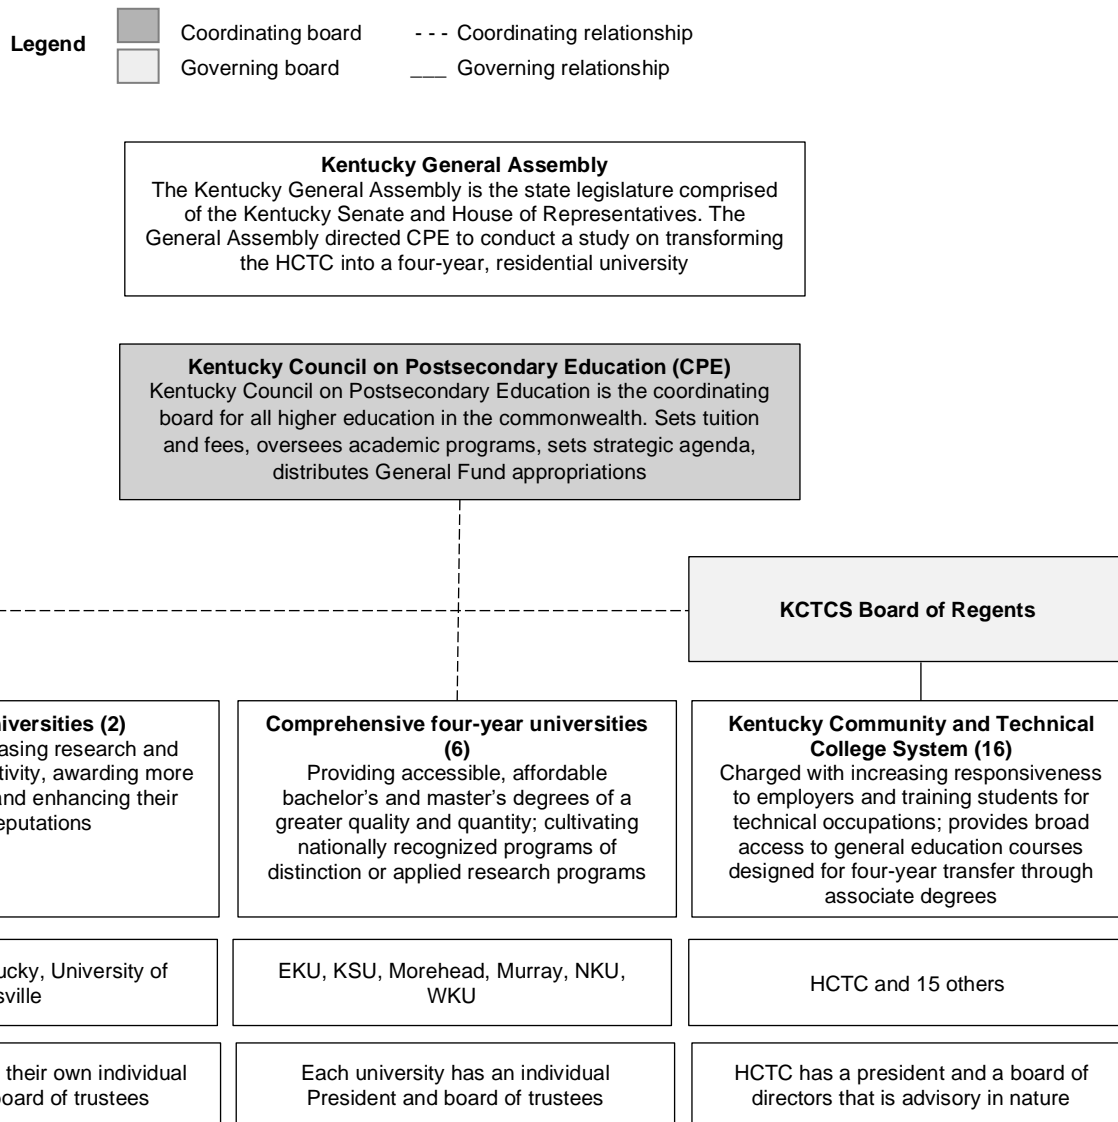 Legend
Coordinating board
- - - Coordinating relationship
Governing board
___ Governing relationship
Kentucky General Assembly
The Kentucky General Assembly is the state legislature comprised
of the Kentucky Senate and House of Representatives. The
General Assembly directed CPE to conduct a study on transforming
the HCTC into a four-year, residential university
Kentucky Council on Postsecondary Education (CPE)
Kentucky Council on Postsecondary Education is the coordinating
board for all higher education in the commonwealth. Sets tuition
and fees, oversees academic programs, sets strategic agenda,
distributes General Fund appropriations
KCTCS Board of Regents
(2)
research and
awarding more
and enhancing their
Comprehensive four-year universities
(6)
Providing accessible, affordable
bachelor's and master's degrees of a
greater quality and quantity; cultivating
nationally recognized programs of
distinction or applied research programs
Kentucky Community and Technical
College System (16)
Charged with increasing responsiveness
to employers and training students for
technical occupations; provides broad
access to general education courses
designed for four-year transfer through
associate degrees
University of
EKU, KSU, Morehead, Murray, NKU,
WKU
HCTC and 15 others
their own individual
board of trustees
Each university has an individual
President and board of trustees
HCTC has a president and a board of
directors that is advisory in nature